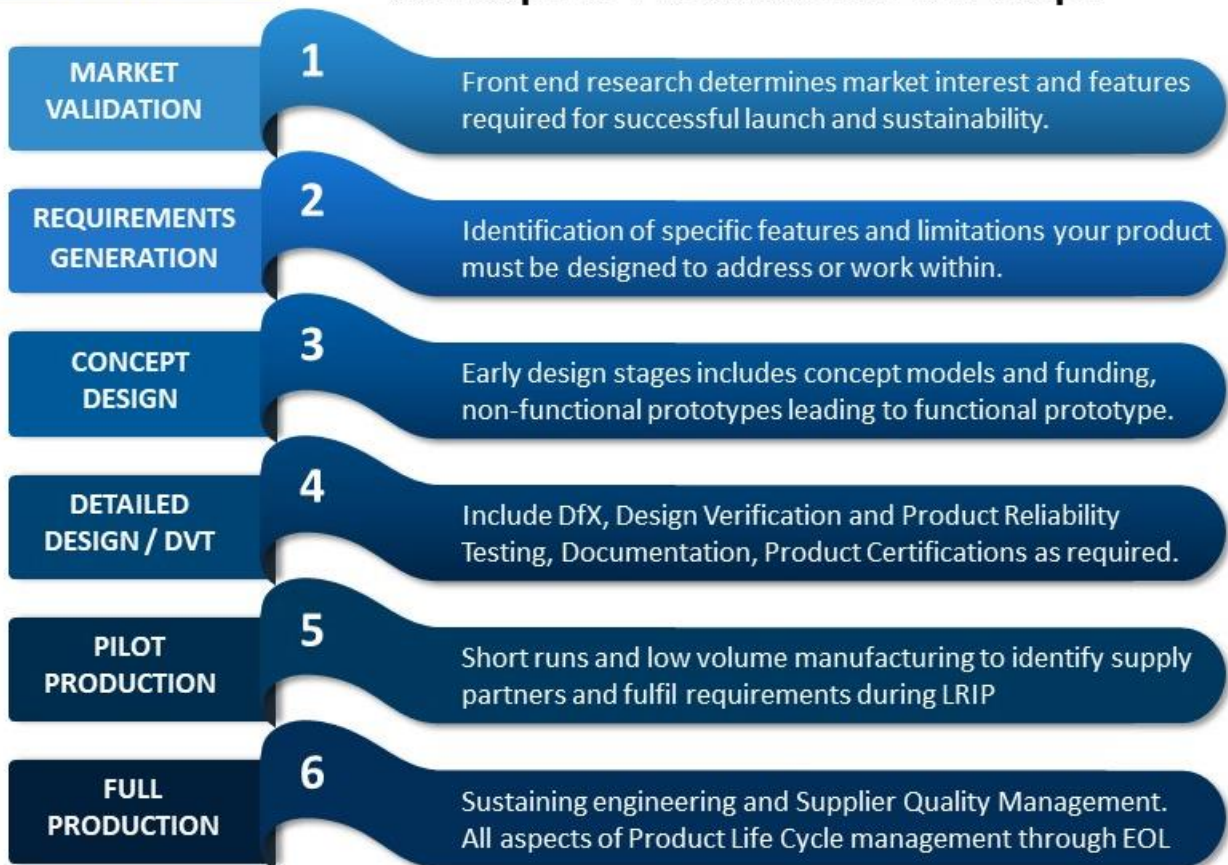 MARKET
VALIDATION
1
Front end research determines market interest and features
required for successful launch and sustainability.
REQUIREMENTS
GENERATION
2
Identification of specific features and limitations your product
must be designed to address or work within.
CONCEPT
DESIGN
3
Early design stages includes concept models and funding,
non-functional prototypes leading to functional prototype.
DETAILED
DESIGN / DVT
4
Include DfX, Design Verification and Product Reliability
Testing, Documentation, Product Certifications as required.
PILOT
PRODUCTION
5
Short runs and low volume manufacturing to identify supply
partners and fulfil requirements during LRIP
FULL
PRODUCTION
6
Sustaining engineering and Supplier Quality Management.
All aspects of Product Life Cycle management through EOL